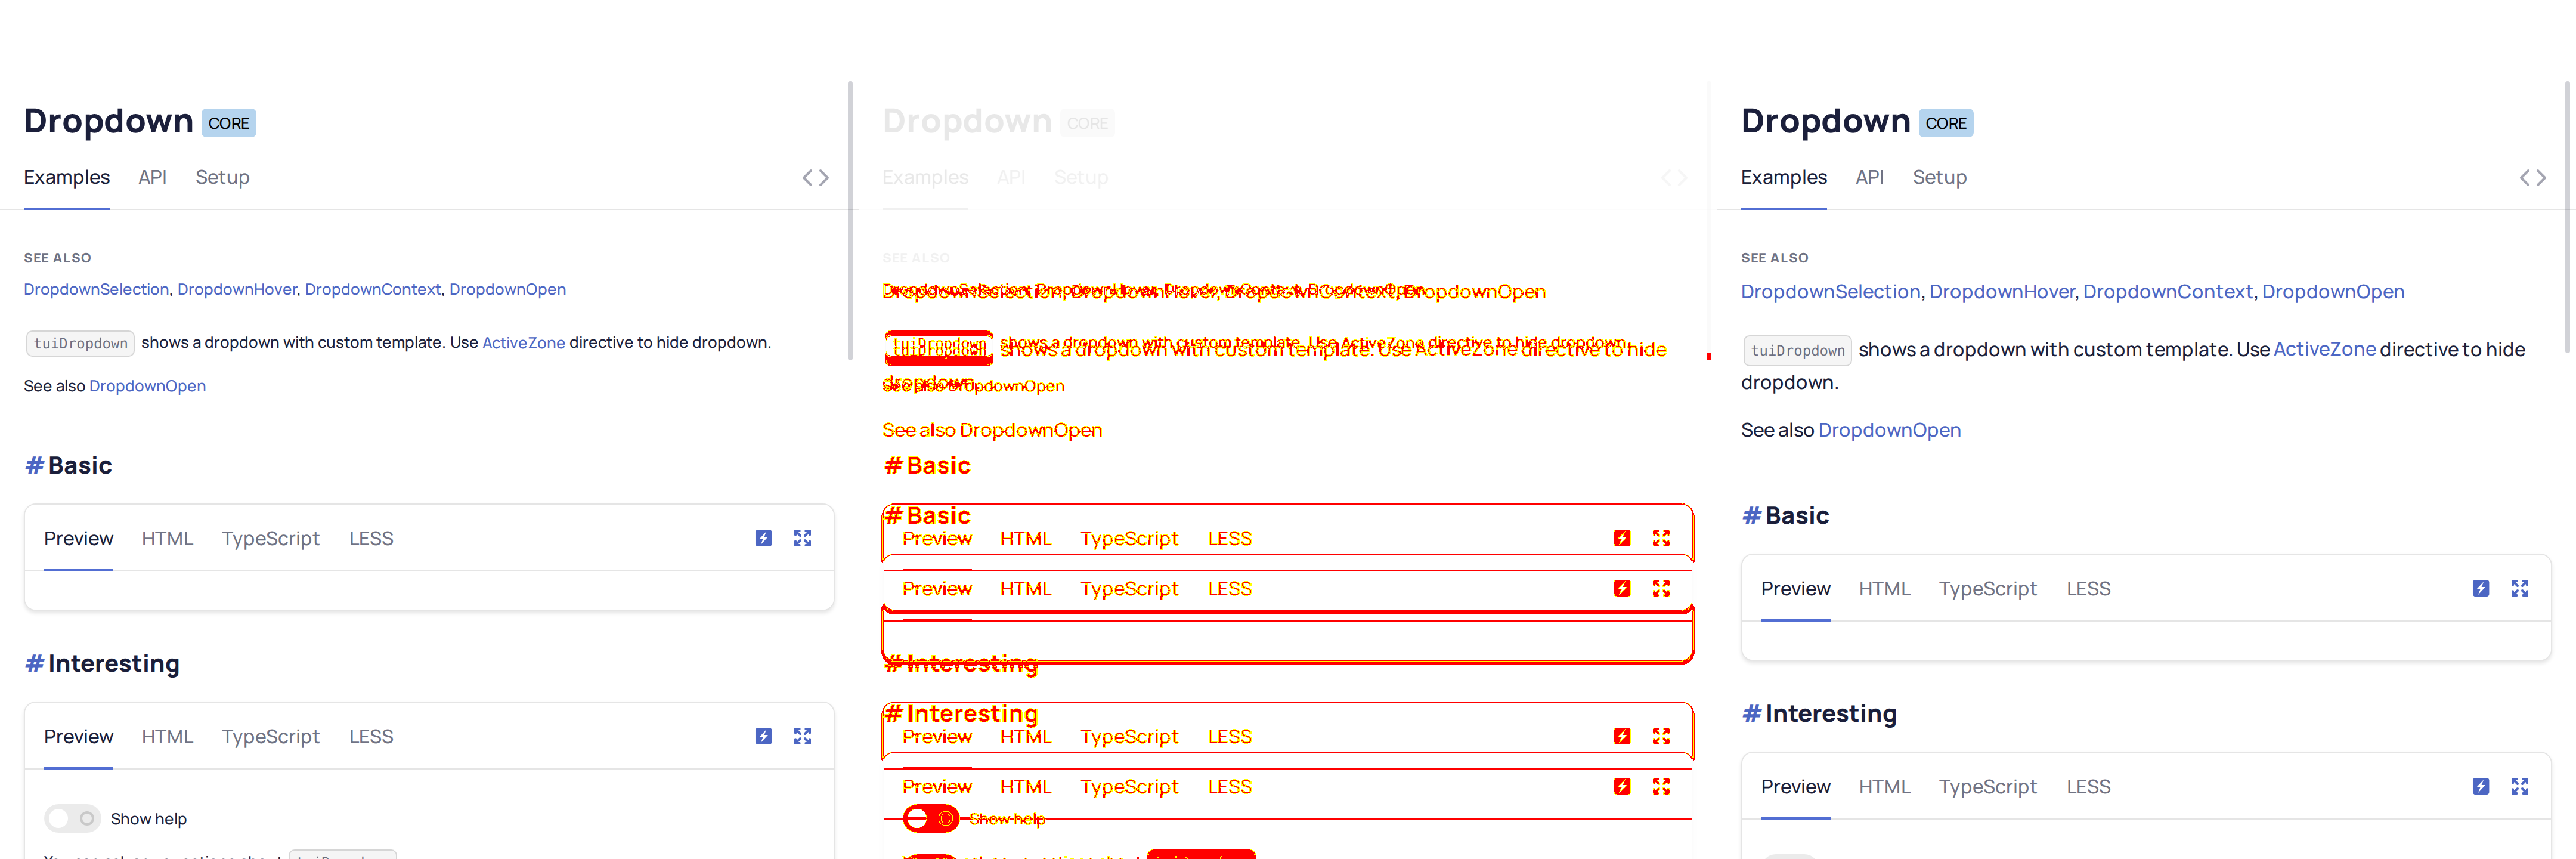 Dropdown CORE
Examples API Setup
SEE ALSO
DropdownSelection, DropdownHover, DropdownContext, DropdownOpen
tuiDropdown shows a dropdown with custom template. Use ActiveZone directive to hide dropdown.
See also DropdownOpen
# Basic
Preview HTML TypeScript LESS
# Interesting
Preview HTML TypeScript LESS
Show help
Dropdown CORE
Examples API Setup
SEE ALSO
DropdownSelection, DropdownHover, DropdownContext, DropdownOpen
tuiDropdown shows a dropdown with custom template. Use ActiveZone directive to hide
dropdown.
See also DropdownOpen
See also DropdownOpen
# Basic
# Basic
Preview HTML TypeScript LESS
Preview HTML TypeScript LESS
# Interesting
# Interesting
Preview HTML TypeScript LESS
Preview HTML TypeScript LESS
Show help
Dropdown CORE
Examples API Setup
SEE ALSO
DropdownSelection, DropdownHover, DropdownContext, DropdownOpen
tuiDropdown shows a dropdown with custom template. Use ActiveZone directive to hide
dropdown.
See also DropdownOpen
# Basic
Preview HTML TypeScript LESS
# Interesting
Preview HTML TypeScript LESS